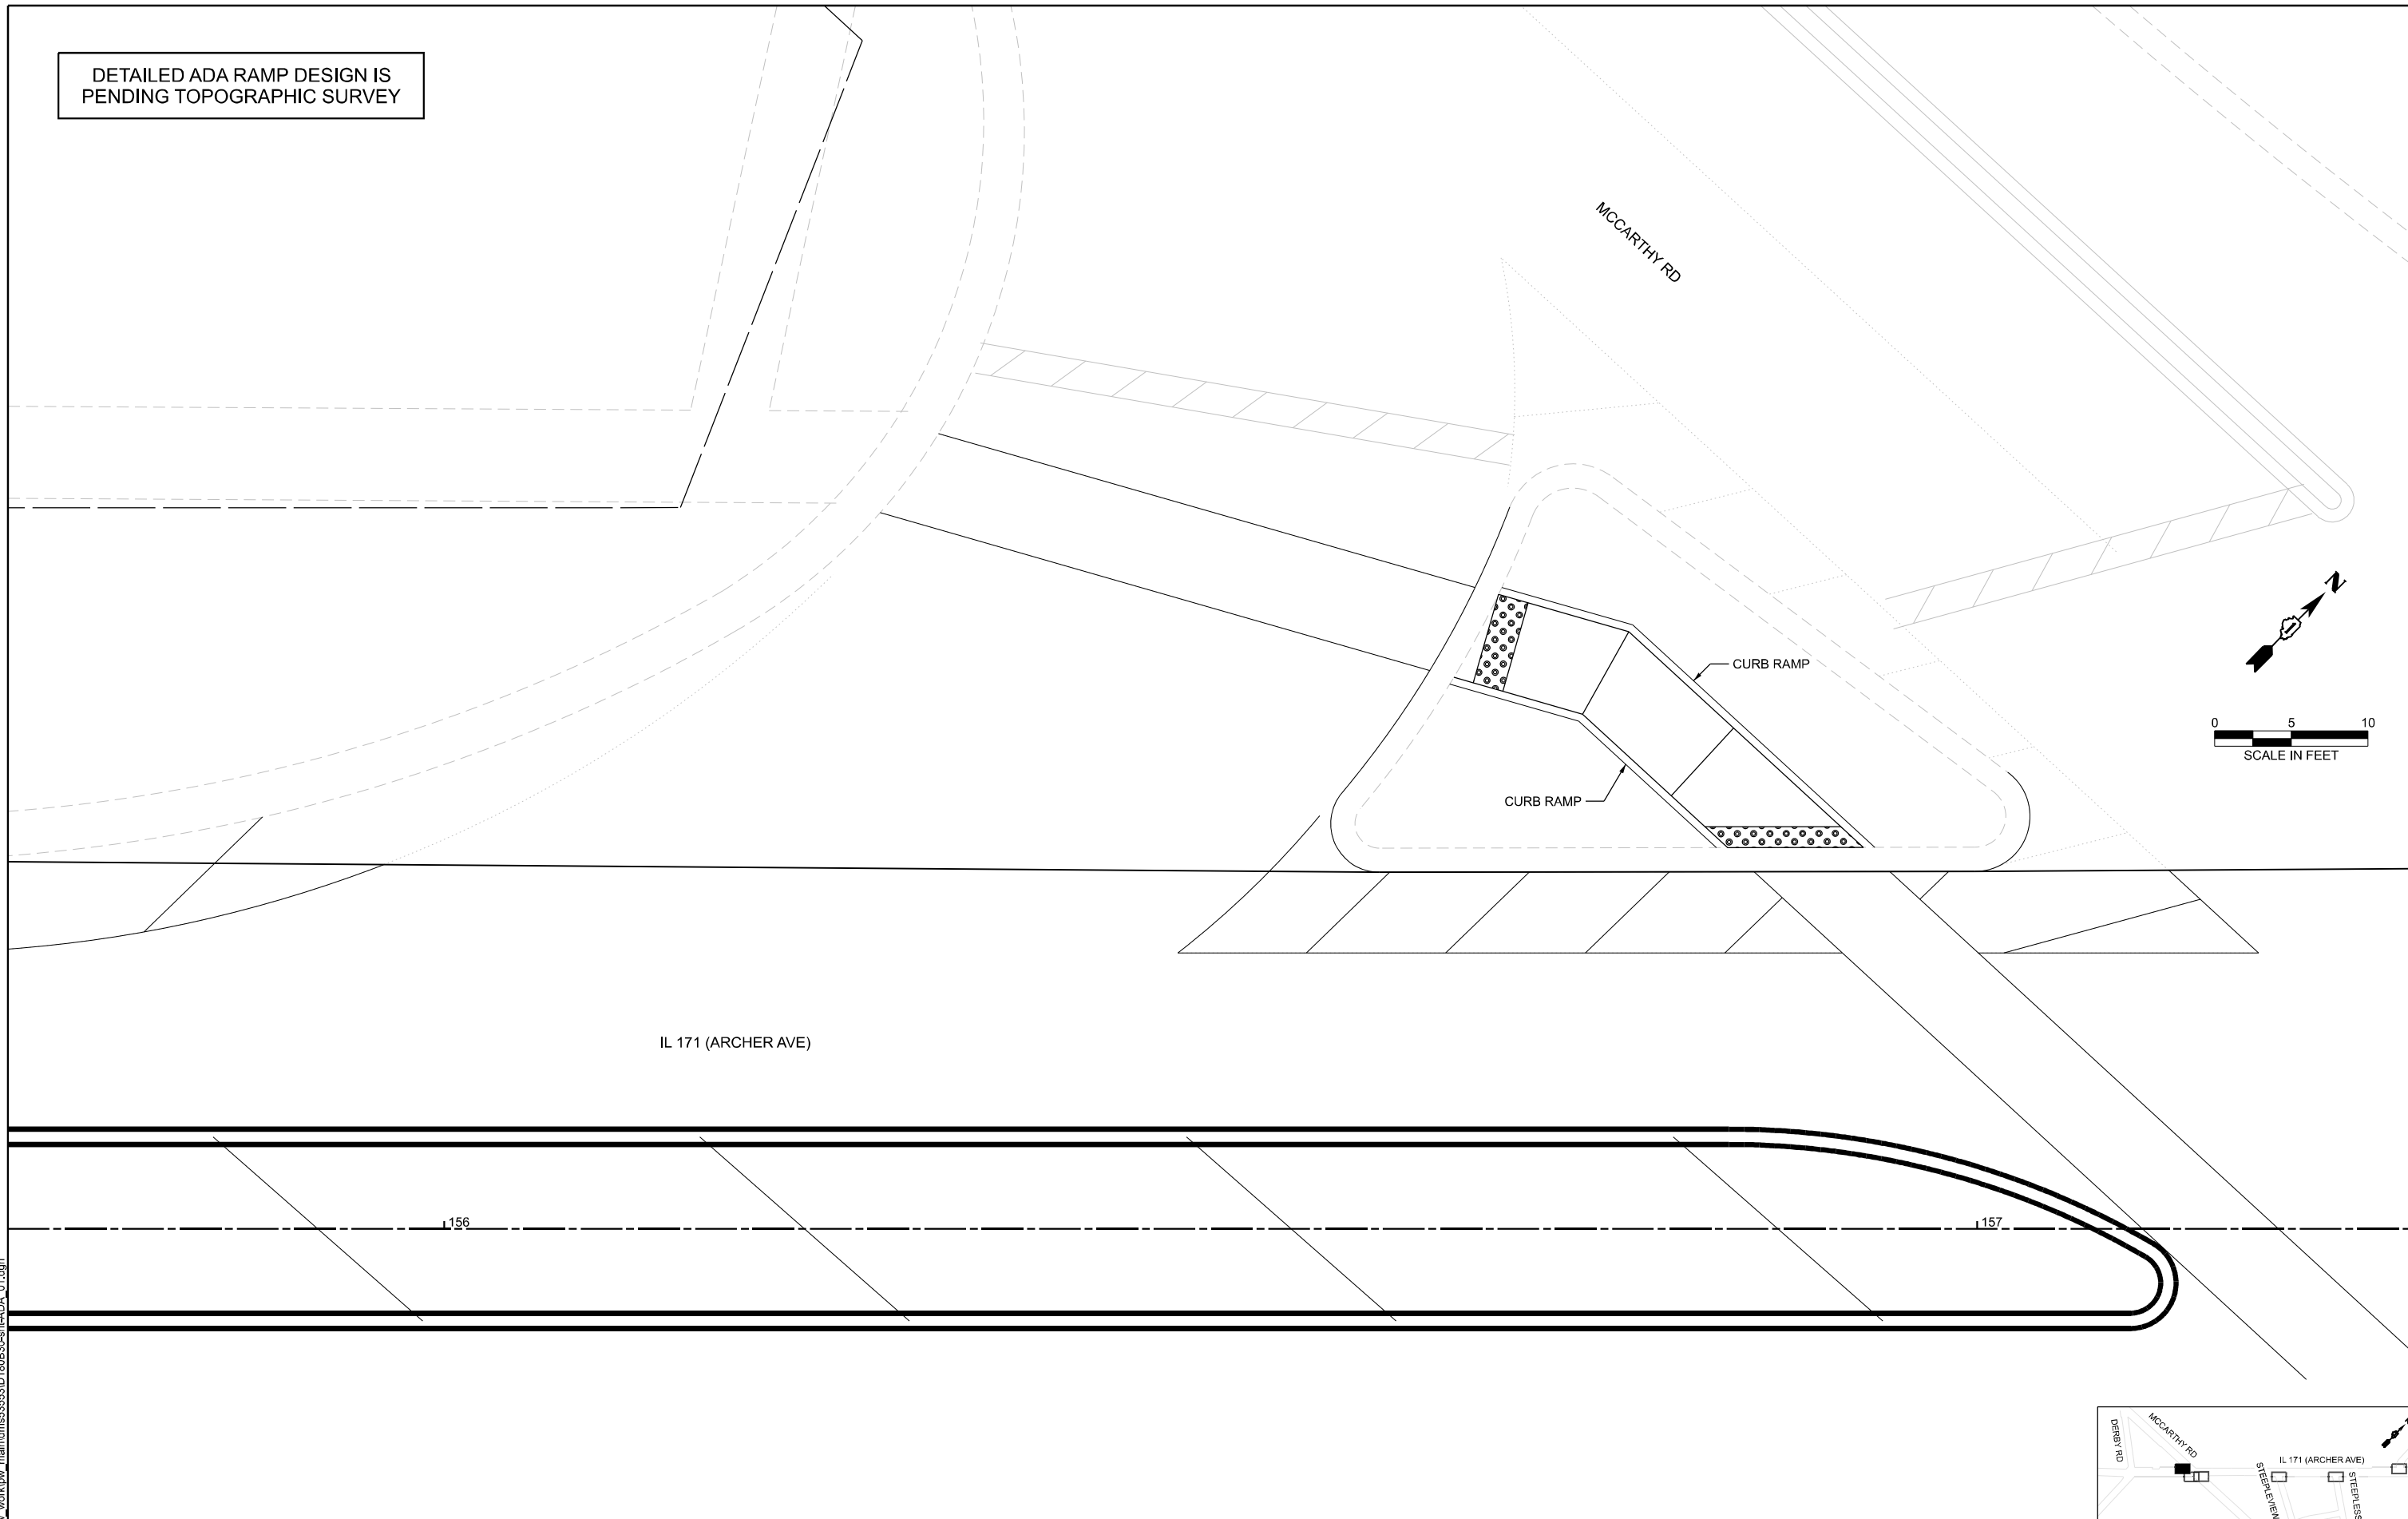 DETAILED ADA RAMP DESIGN IS
PENDING TOPOGRAPHIC SURVEY
MCCARTHY RD
N
CURB RAMP
0 5 10
SCALE IN FEET
CURB RAMP
IL 171 (ARCHER AVE)
156
157
DERBY RD
MCCARTHY RD
IL 171 (ARCHER AVE)
STEEPLEVIEW